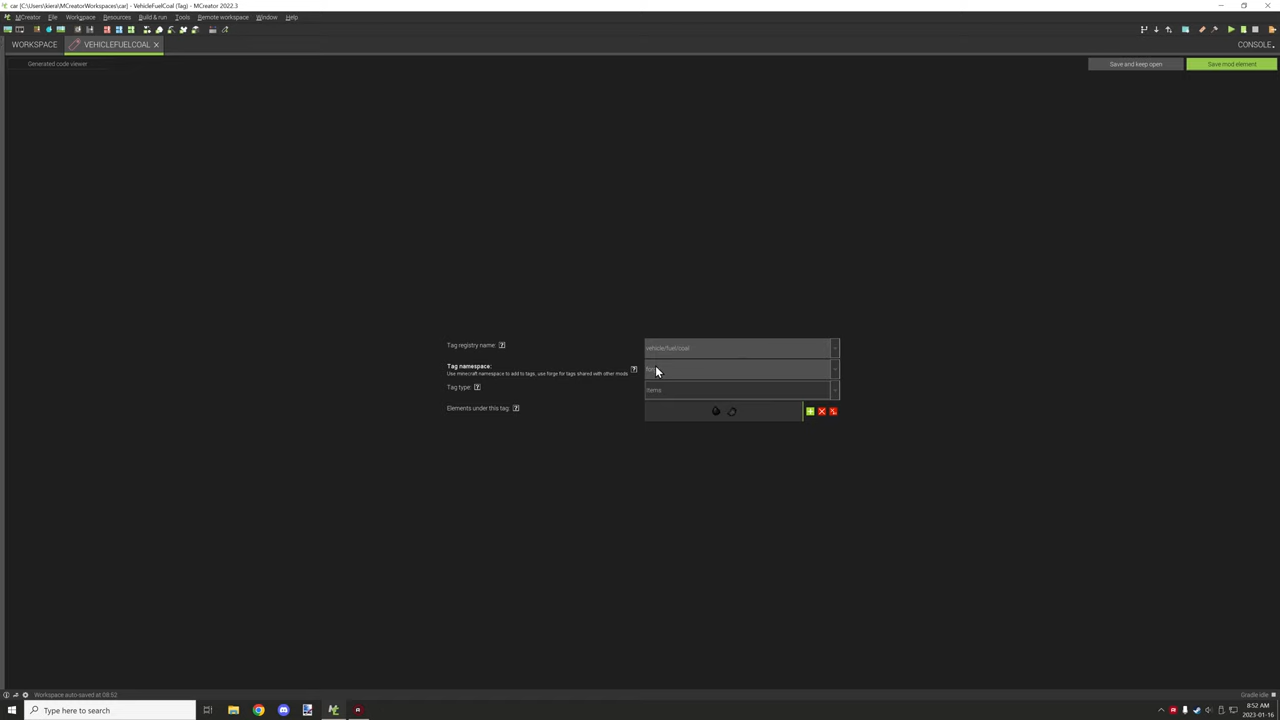 car [C:\Users\kiera\MCreatorWorkspaces\car] - VehicleFuelCoal (Tag) - MCreator 2022.3
MCreator File Workspace Resources Build & run Tools Remote workspace Window Help
WORKSPACE VEHICLEFUELCOAL CONSOLE
Generated code viewer Save and keep open Save mod element
Tag registry name: ? vehicle/fuel/coal
Tag namespace:
Use minecraft namespace to add to tags, use forge for tags shared with other mods ?
Tag type: ? Items
Elements under this tag: ?
Workspace auto-saved at 08:52 Gradle idle
Type here to search
8:52 AM
2023-01-16